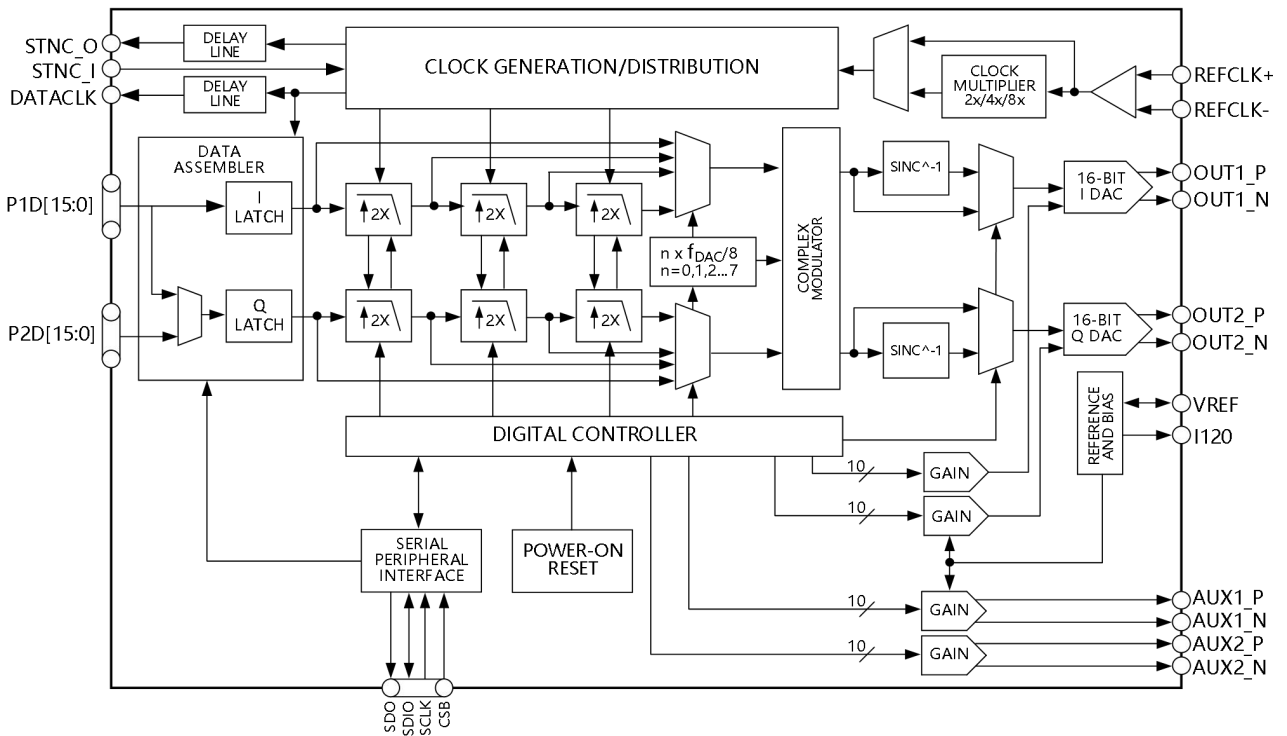 STNC_O
STNC_I
DATACLK
DELAY
LINE
DELAY
LINE
CLOCK GENERATION/DISTRIBUTION
CLOCK
MULTIPLIER
2x/4x/8x
REFCLK+
REFCLK-
DATA
ASSEMBLER
I
LATCH
Q
LATCH
P1D[15:0]
P2D[15:0]
2X
2X
2X
2X
2X
2X
n x fDAC/8
n=0,1,2...7
COMPLEX
MODULATOR
SINC^-1
SINC^-1
16-BIT
I DAC
16-BIT
Q DAC
OUT1_P
OUT1_N
OUT2_P
OUT2_N
VREF
I120
REFERENCE
AND BIAS
DIGITAL CONTROLLER
10
GAIN
10
GAIN
10
GAIN
10
GAIN
AUX1_P
AUX1_N
AUX2_P
AUX2_N
SERIAL
PERIPHERAL
INTERFACE
POWER-ON
RESET
SDO
SDIO
SCLK
CSB